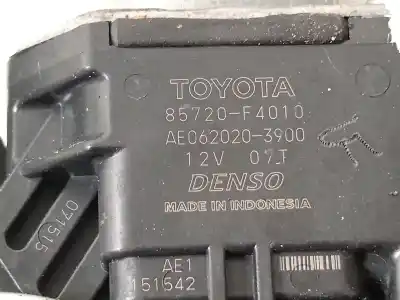 TOYOTA
85720-F4010
AE062020-3900
12V 07T
DENSO
MADE IN INDONESIA
071515
AE1
151542